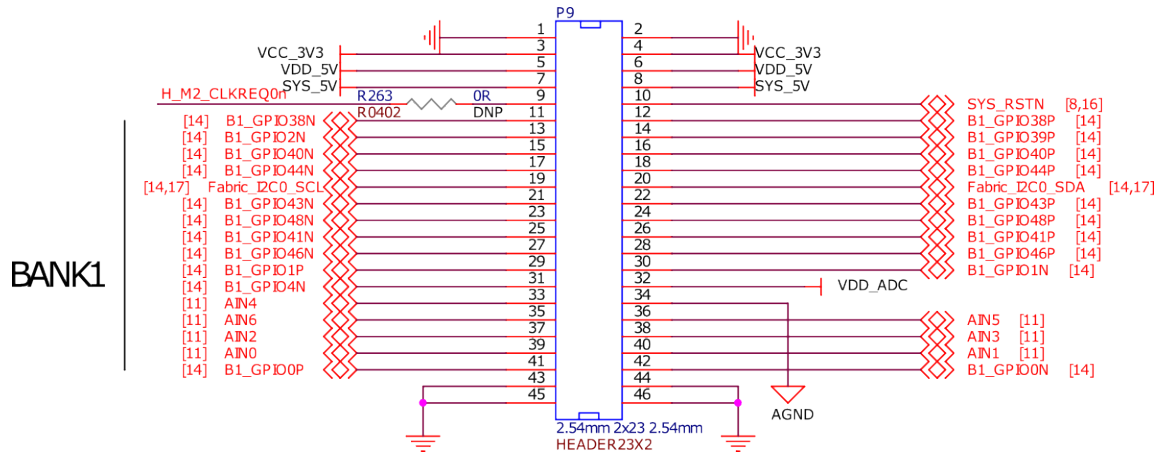 P9
1 2
VCC_3V3 3 4 VCC_3V3
VDD_5V 5 6 VDD_5V
SYS_5V 7 8 SYS_5V
H_M2_CLKREQ0n R263 0R 9 10 SYS_RSTN [8,16]
R0402 DNP
[14] B1_GPIO38N 11 12 B1_GPIO38P [14]
[14] B1_GPIO2N 13 14 B1_GPIO39P [14]
[14] B1_GPIO40N 15 16 B1_GPIO40P [14]
[14] B1_GPIO44N 17 18 B1_GPIO44P [14]
[14,17] Fabric_I2C0_SCL 19 20 Fabric_I2C0_SDA [14,17]
[14] B1_GPIO43N 21 22 B1_GPIO43P [14]
[14] B1_GPIO48N 23 24 B1_GPIO48P [14]
[14] B1_GPIO41N 25 26 B1_GPIO41P [14]
[14] B1_GPIO46N 27 28 B1_GPIO46P [14]
BANK1
[14] B1_GPIO1P 29 30 B1_GPIO1N [14]
[14] B1_GPIO4N 31 32 VDD_ADC
[11] AIN4 33 34
[11] AIN6 35 36 AIN5 [11]
[11] AIN2 37 38 AIN3 [11]
[11] AIN0 39 40 AIN1 [11]
[14] B1_GPIO0P 41 42 B1_GPIO0N [14]
43 44
45 46
AGND
2.54mm 2x23 2.54mm
HEADER23X2